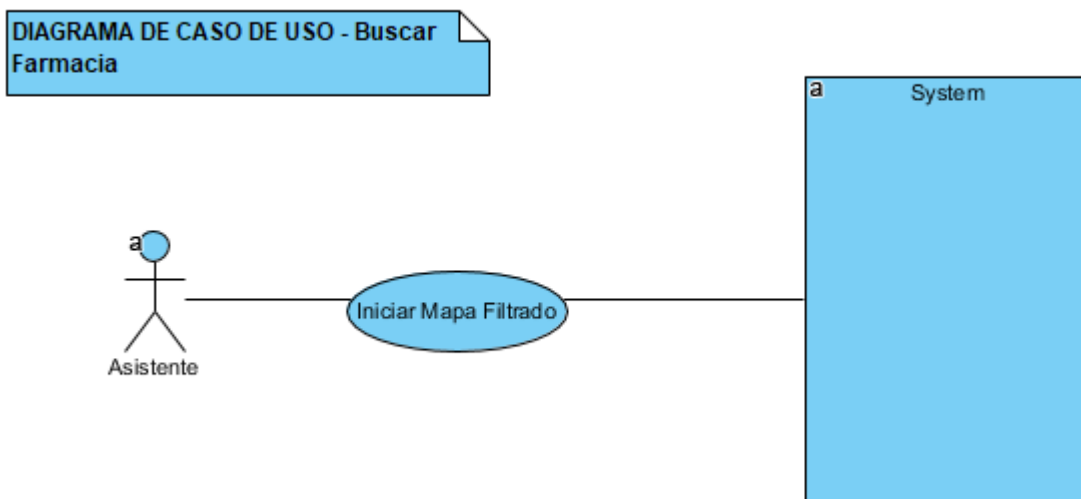 DIAGRAMA DE CASO DE USO - Buscar
Farmacia
a
System
a
Iniciar Mapa Filtrado
Asistente